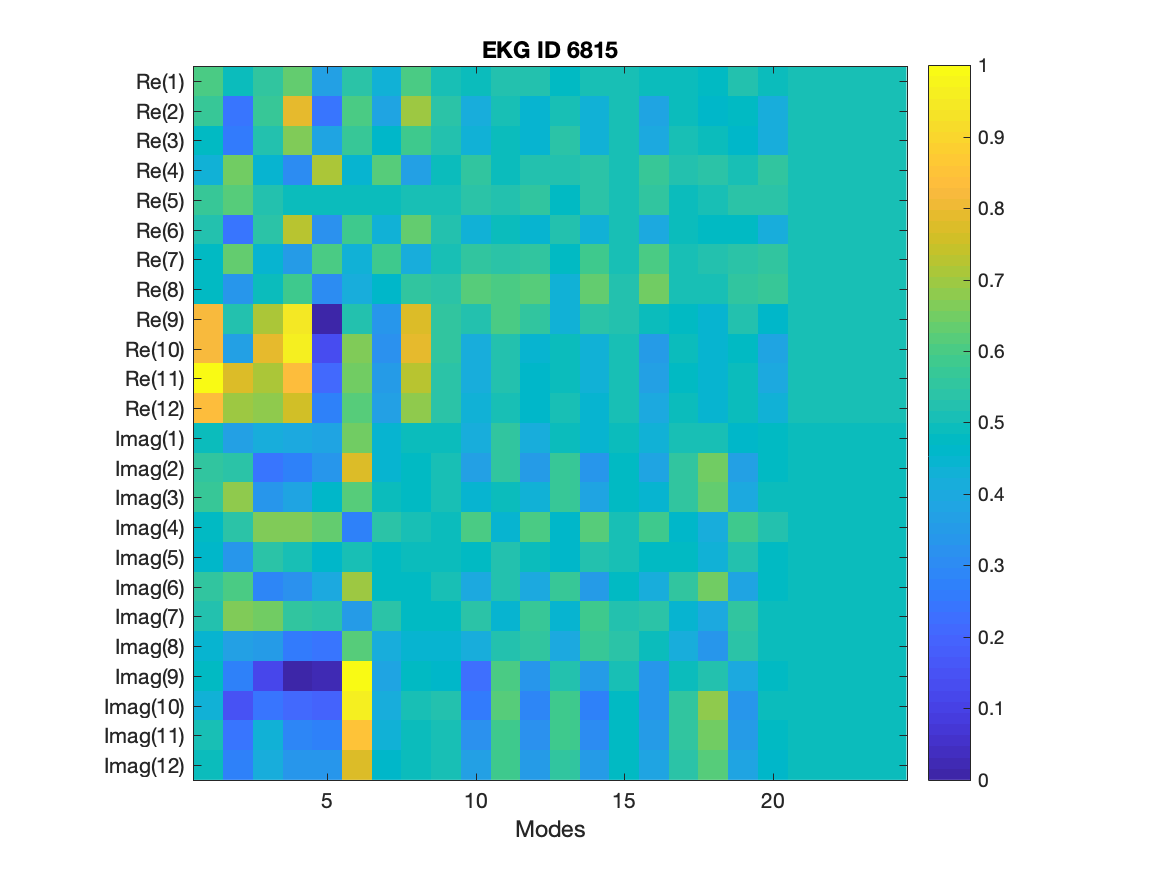 EKG ID 6815
Re(1)
Re(2)
Re(3)
Re(4)
Re(5)
Re(6)
Re(7)
Re(8)
Re(9)
Re(10)
Re(11)
Re(12)
Imag(1)
Imag(2)
Imag(3)
Imag(4)
Imag(5)
Imag(6)
Imag(7)
Imag(8)
Imag(9)
Imag(10)
Imag(11)
Imag(12)
5 10 15 20
Modes
1
0.9
0.8
0.7
0.6
0.5
0.4
0.3
0.2
0.1
0